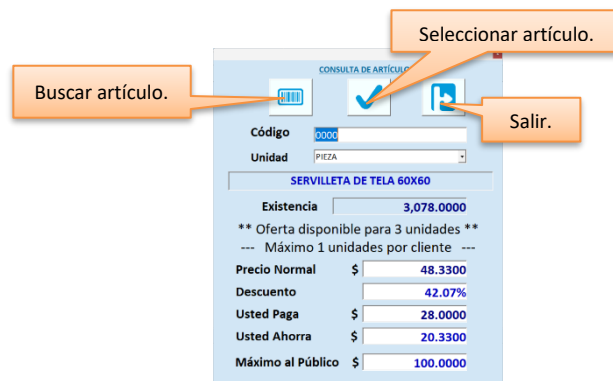 Seleccionar artículo.
CONSULTA DE ARTÍCULO
Buscar artículo.
Salir.
Código 0000
Unidad PIEZA
SERVILLETA DE TELA 60X60
Existencia 3,078.0000
** Oferta disponible para 3 unidades **
--- Máximo 1 unidades por cliente ---
Precio Normal $ 48.3300
Descuento 42.07%
Usted Paga $ 28.0000
Usted Ahorra $ 20.3300
Máximo al Público $ 100.0000